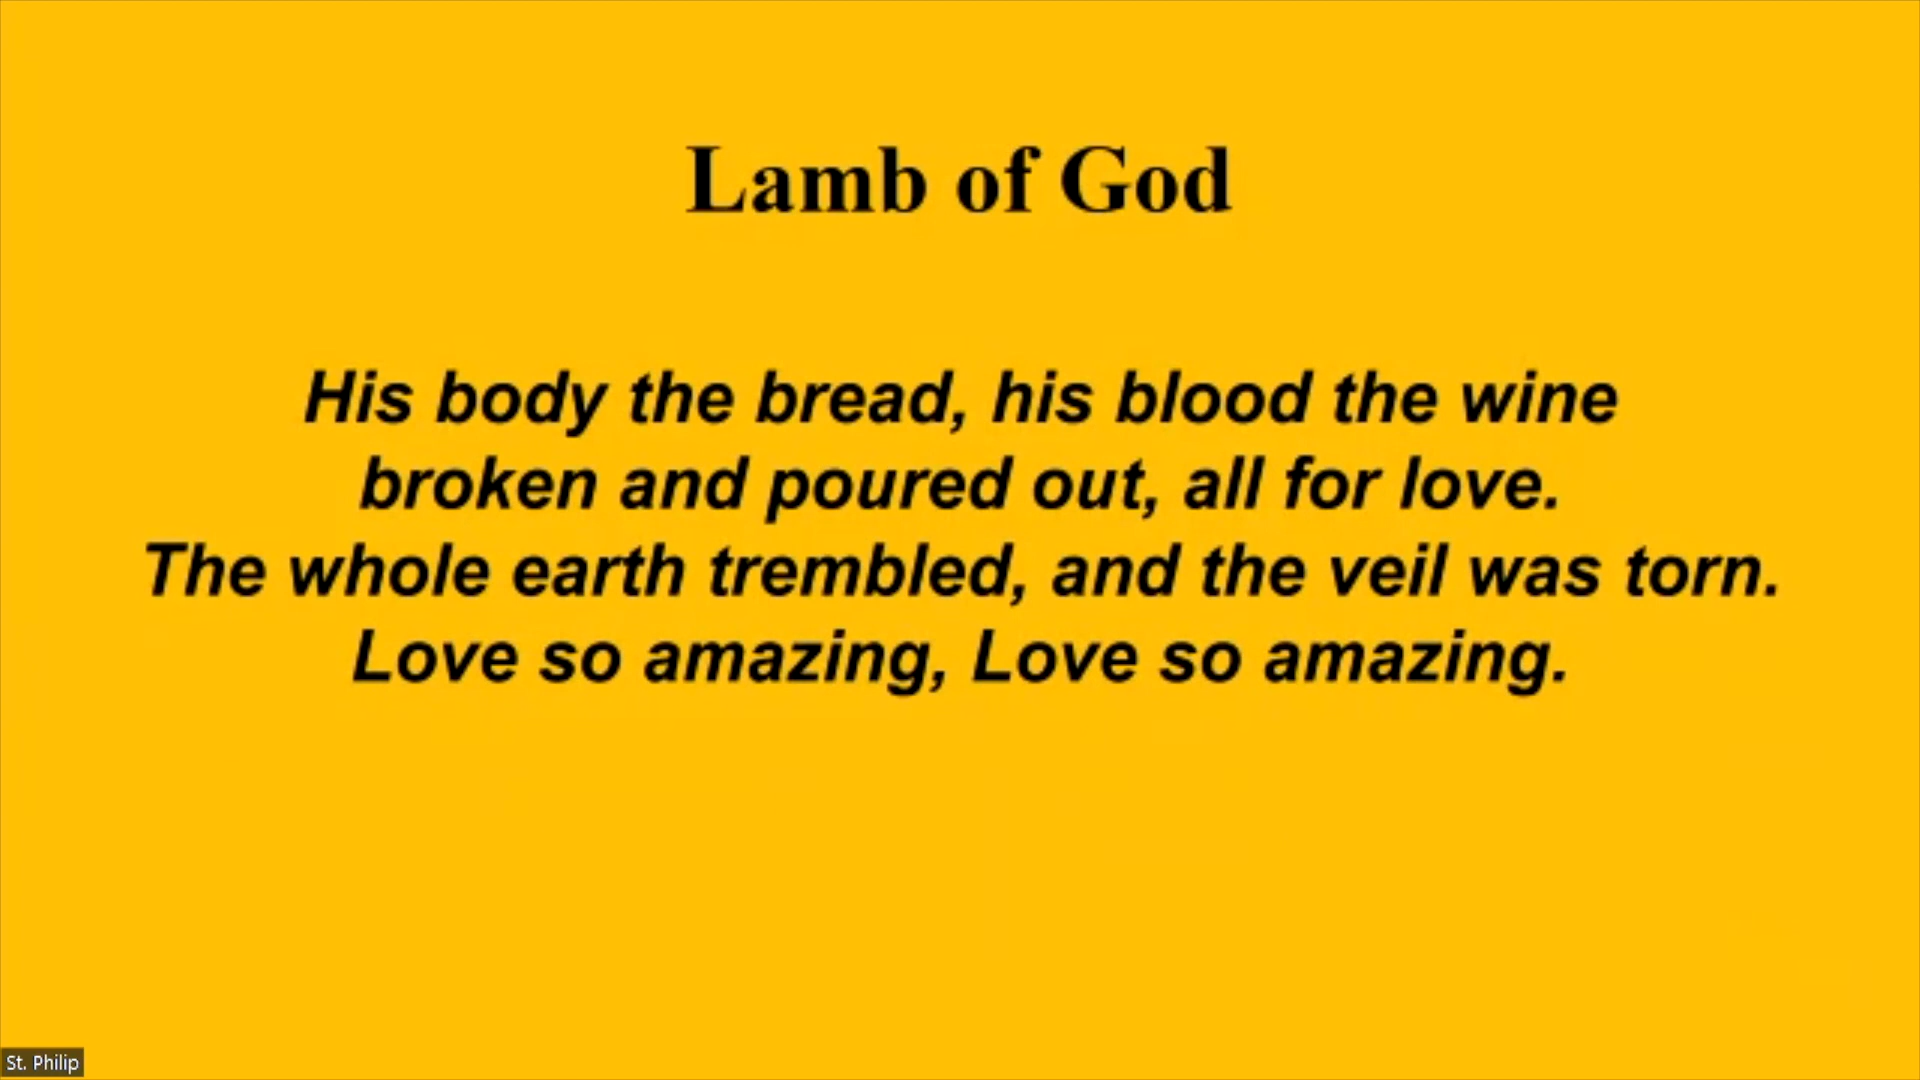 Lamb of God
His body the bread, his blood the wine
broken and poured out, all for love.
The whole earth trembled, and the veil was torn.
Love so amazing, Love so amazing.
St. Philip